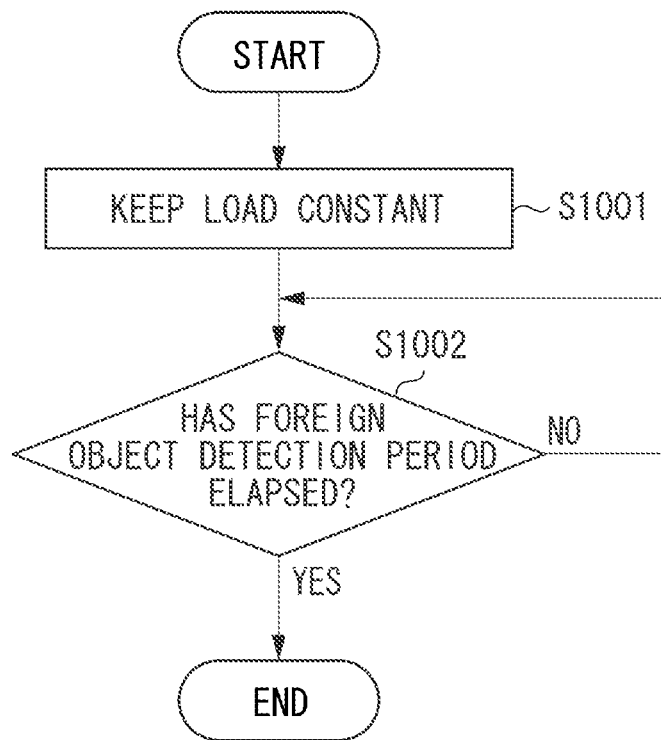 START
KEEP LOAD CONSTANT
S1001
S1002
HAS FOREIGN
OBJECT DETECTION PERIOD
ELAPSED?
NO
YES
END